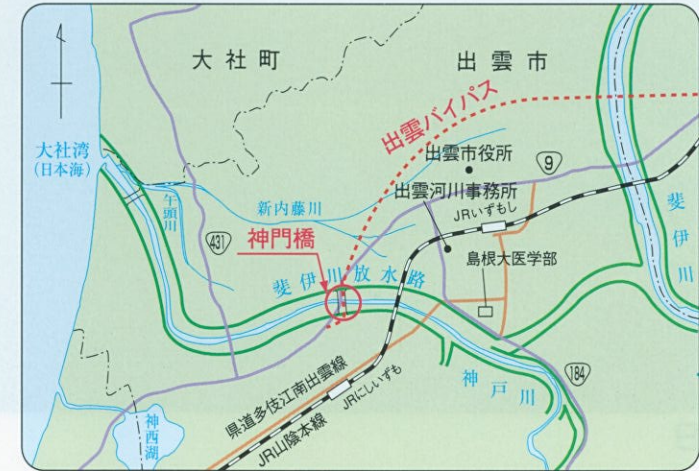 大社町
出雲市
出雲バイパス
大社湾
(日本海)
出雲市役所
9
出雲河川事務所
新内藤川
午頭川
JRいずもし
431
神門橋
島根大医学部
斐伊川
斐伊川放水路
184
神戸川
県道多伎江南出雲線
JRにしいずも
JR山陰本線
神西湖